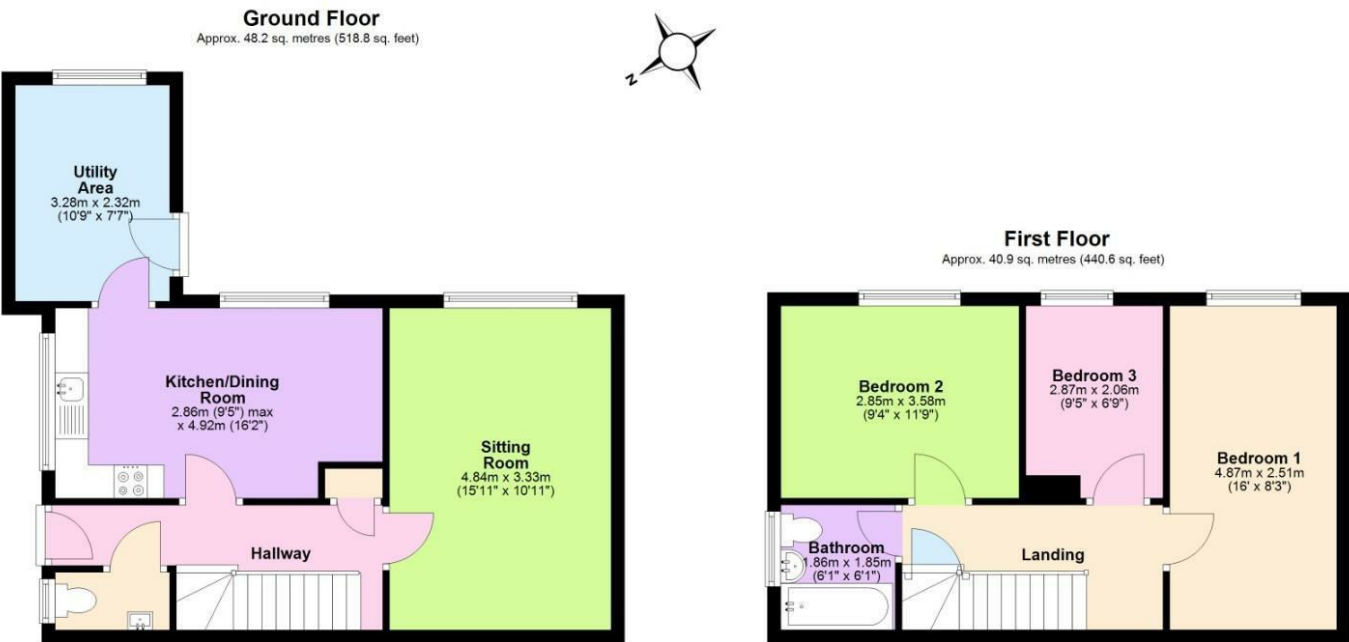 Ground Floor
Approx. 48.2 sq. metres (518.8 sq. feet)
N
Utility
Area
3.28m x 2.32m
(10'9" x 7'7")
Kitchen/Dining
Room
2.86m (9'5") max
x 4.92m (16'2")
Sitting
Room
4.84m x 3.33m
(15'11" x 10'11")
Hallway
First Floor
Approx. 40.9 sq. metres (440.6 sq. feet)
Bedroom 2
2.85m x 3.58m
(9'4" x 11'9")
Bedroom 3
2.87m x 2.06m
(9'5" x 6'9")
Bedroom 1
4.87m x 2.51m
(16' x 8'3")
Bathroom
1.86m x 1.85m
(6'1" x 6'1")
Landing